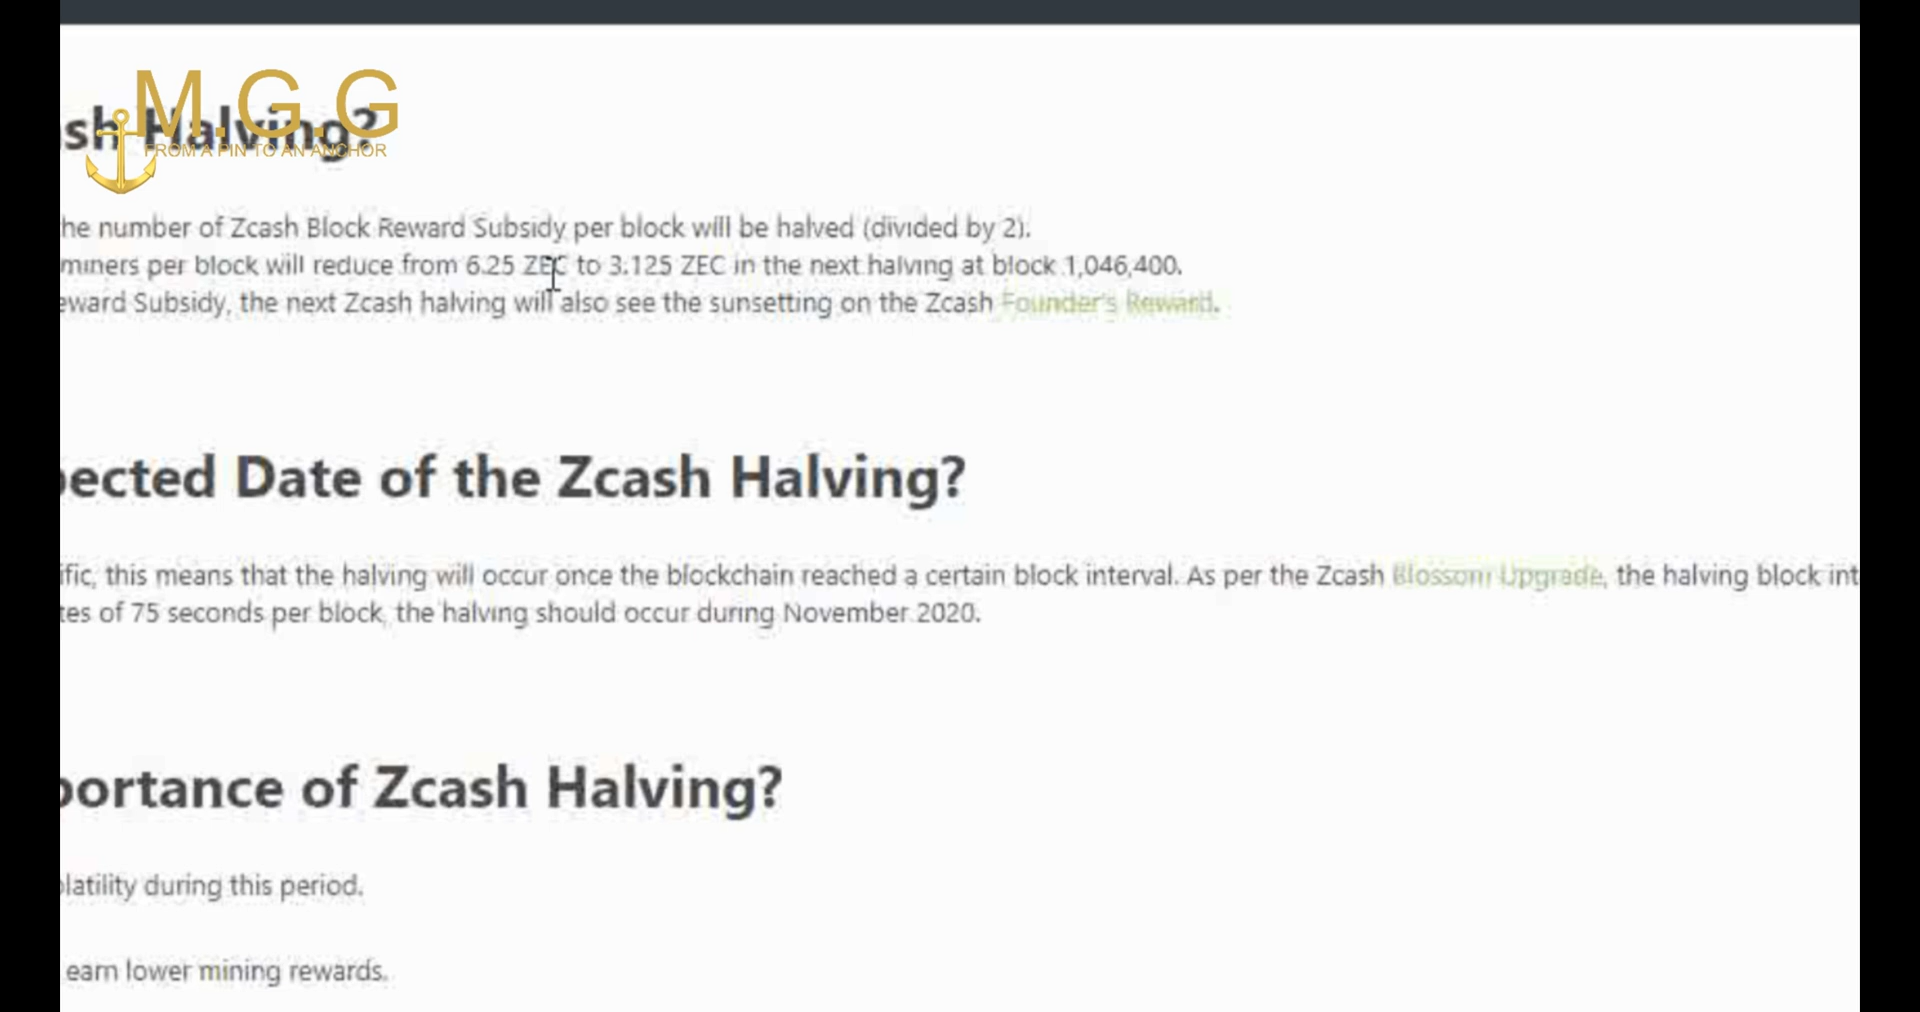 M.G.G
FROM A PIN TO AN ANCHOR
sh Halving?
he number of Zcash Block Reward Subsidy per block will be halved (divided by 2).
miners per block will reduce from 6.25 ZEC to 3.125 ZEC in the next halving at block 1,046,400.
eward Subsidy, the next Zcash halving will also see the sunsetting on the Zcash Founder's Reward.
pected Date of the Zcash Halving?
ific, this means that the halving will occur once the blockchain reached a certain block interval. As per the Zcash Blossom Upgrade, the halving block int
tes of 75 seconds per block, the halving should occur during November 2020.
portance of Zcash Halving?
olatility during this period.
earn lower mining rewards.